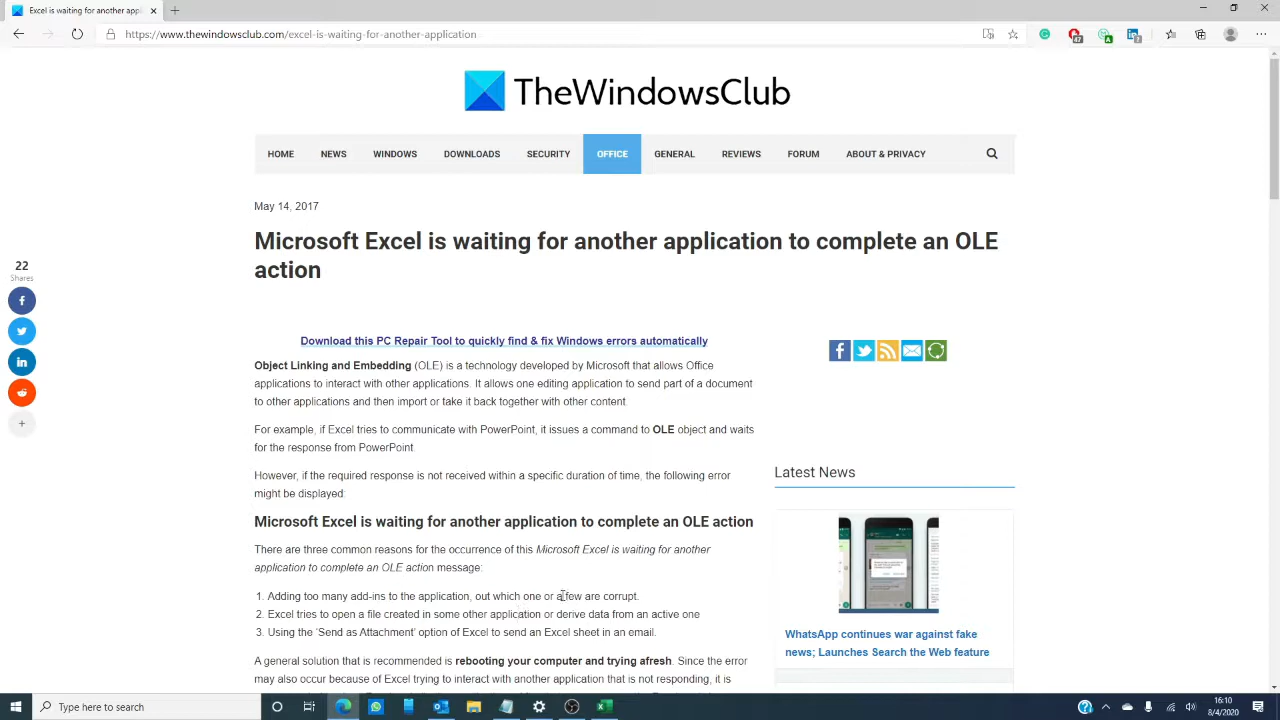 Excel is waiting for another app
https://www.thewindowsclub.com/excel-is-waiting-for-another-application
TheWindowsClub
HOME NEWS WINDOWS DOWNLOADS SECURITY OFFICE GENERAL REVIEWS FORUM ABOUT & PRIVACY
May 14, 2017
Microsoft Excel is waiting for another application to complete an OLE
action
22
Shares
Download this PC Repair Tool to quickly find & fix Windows errors automatically
Object Linking and Embedding (OLE) is a technology developed by Microsoft that allows Office
applications to interact with other applications. It allows one editing application to send part of a document
to other applications and then import or take it back together with other content.
For example, if Excel tries to communicate with PowerPoint, it issues a command to OLE object and waits
for the response from PowerPoint.
However, if the required response is not received within a specific duration of time, the following error
might be displayed:
Microsoft Excel is waiting for another application to complete an OLE action
There are three common reasons for the occurrence of this Microsoft Excel is waiting for another
application to complete an OLE action message:
1. Adding too many add-ins to the application, out which one or a few are corrupt.
2. Excel tries to open a file created in some other application or derive data from an active one
3. Using the 'Send as Attachment' option of Excel to send an Excel sheet in an email.
A general solution that is recommended is rebooting your computer and trying afresh. Since the error
may also occur because of Excel trying to interact with another application that is not responding, it is
Latest News
WhatsApp continues war against fake
news; Launches Search the Web feature
Type here to search
16:10
8/4/2020